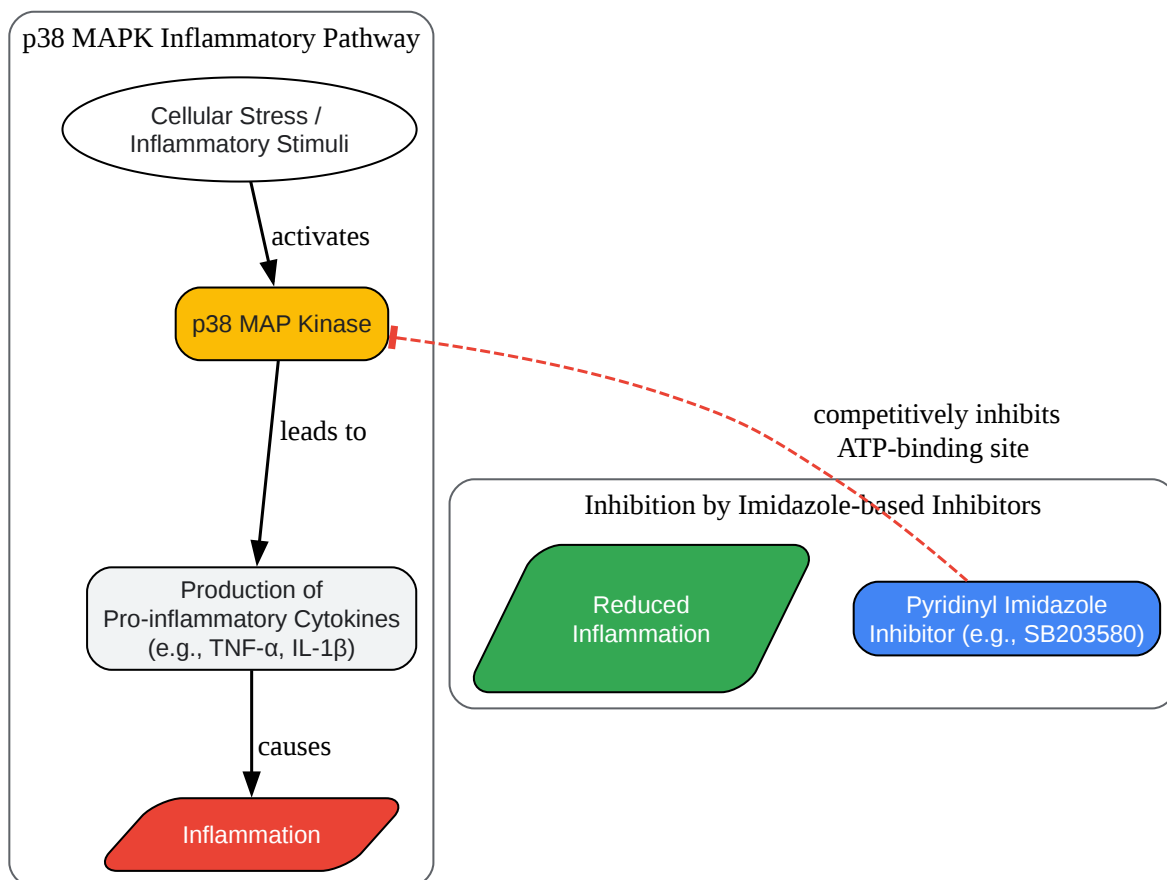 p38 MAPK Inflammatory Pathway
Cellular Stress /
Inflammatory Stimuli
activates
p38 MAP Kinase
leads to
Production of
Pro-inflammatory Cytokines
(e.g., TNF-α, IL-1β)
causes
Inflammation
competitively inhibits
ATP-binding site
Inhibition by Imidazole-based Inhibitors
Reduced
Inflammation
Pyridinyl Imidazole
Inhibitor (e.g., SB203580)